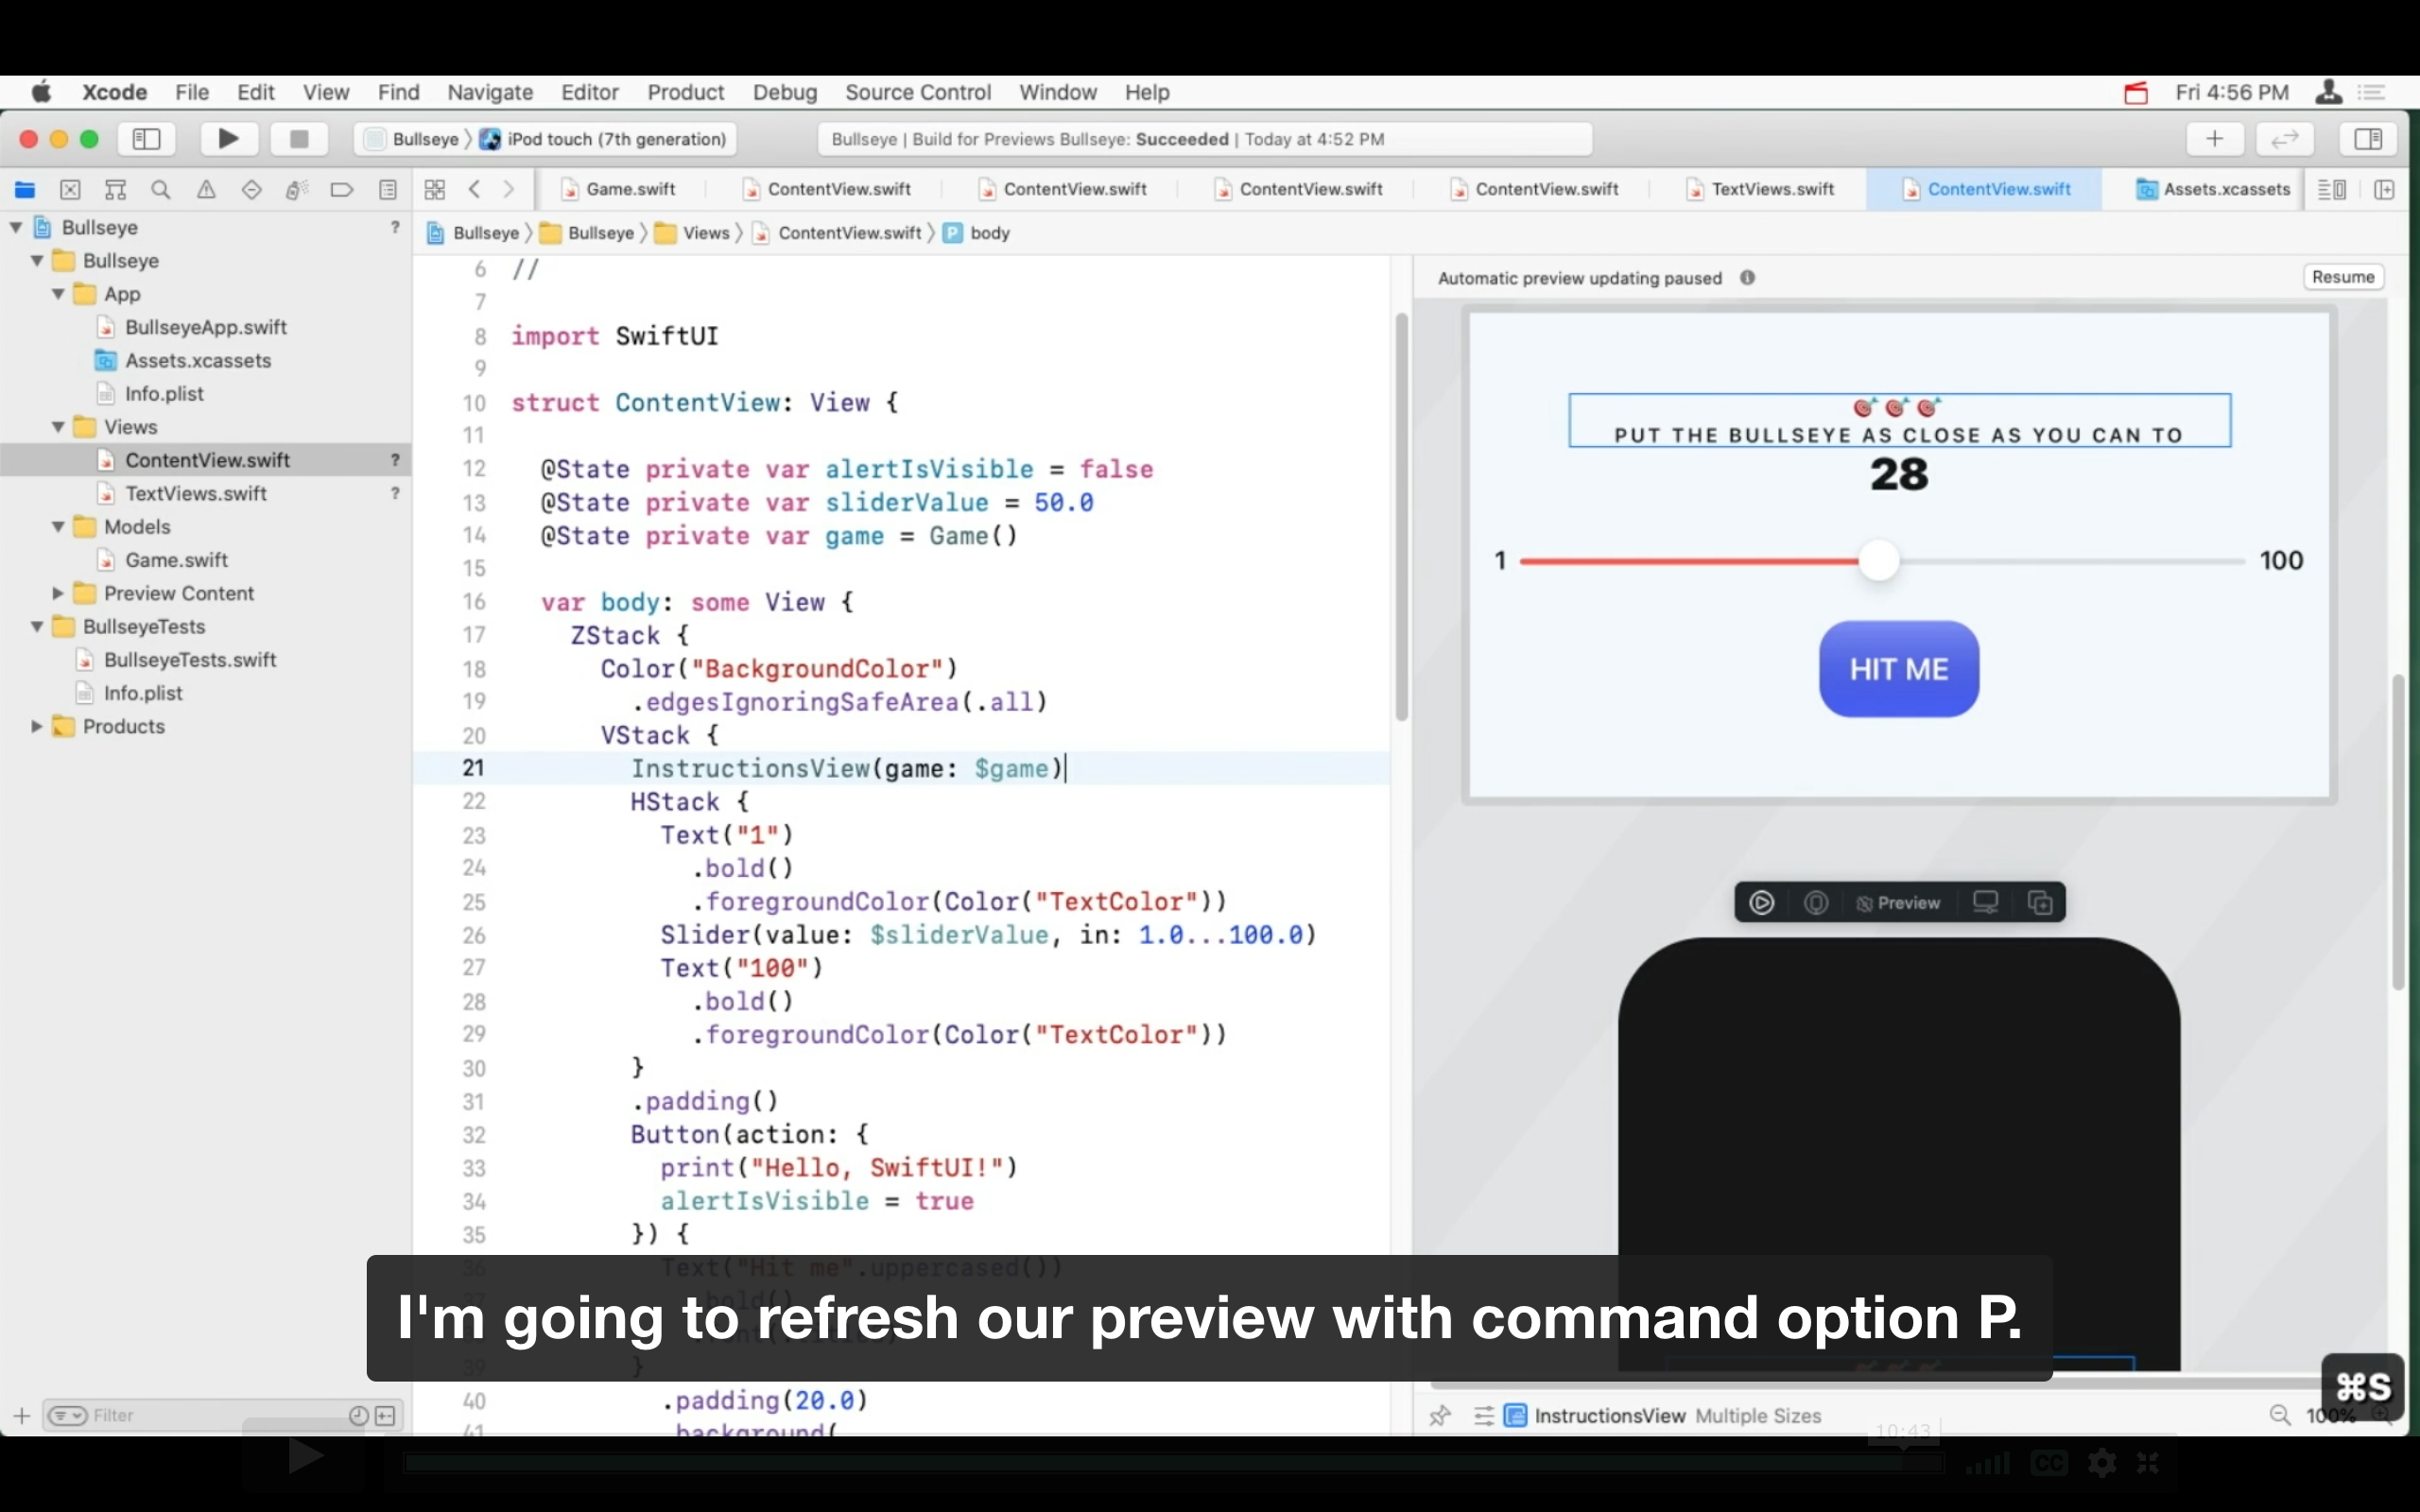 Xcode File Edit View Find Navigate Editor Product Debug Source Control Window Help Fri 4:56 PM
Bullseye 〉 iPod touch (7th generation) Bullseye | Build for Previews Bullseye: Succeeded | Today at 4:52 PM
Game.swift ContentView.swift ContentView.swift ContentView.swift ContentView.swift TextViews.swift ContentView.swift Assets.xcassets
Bullseye ?
Bullseye
App
BullseyeApp.swift
Assets.xcassets
Info.plist
Views
ContentView.swift ?
TextViews.swift ?
Models
Game.swift
Preview Content
BullseyeTests
BullseyeTests.swift
Info.plist
Products
Filter
Bullseye 〉 Bullseye 〉 Views 〉 ContentView.swift 〉 P body
6 //
7
8 import SwiftUI
9
10 struct ContentView: View {
11
12 @State private var alertIsVisible = false
13 @State private var sliderValue = 50.0
14 @State private var game = Game()
15
16 var body: some View {
17 ZStack {
18 Color("BackgroundColor")
19 .edgesIgnoringSafeArea(.all)
20 VStack {
21 InstructionsView(game: $game)
22 HStack {
23 Text("1")
24 .bold()
25 .foregroundColor(Color("TextColor"))
26 Slider(value: $sliderValue, in: 1.0...100.0)
27 Text("100")
28 .bold()
29 .foregroundColor(Color("TextColor"))
30 }
31 .padding()
32 Button(action: {
33 print("Hello, SwiftUI!")
34 alertIsVisible = true
35 }) {
36 Text("Hit me".uppercased())
37 .bold()
39 }
40 .padding(20.0)
41 .background(
Automatic preview updating paused Resume
PUT THE BULLSEYE AS CLOSE AS YOU CAN TO
28
1 100
HIT ME
Preview
I'm going to refresh our preview with command option P.
⌘S
InstructionsView Multiple Sizes 100%
10:43
CC